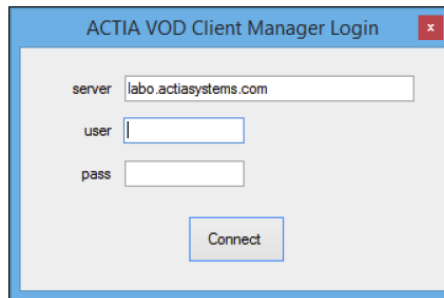 ACTIA VOD Client Manager Login
x
server labo.actiasystems.com
user
pass
Connect